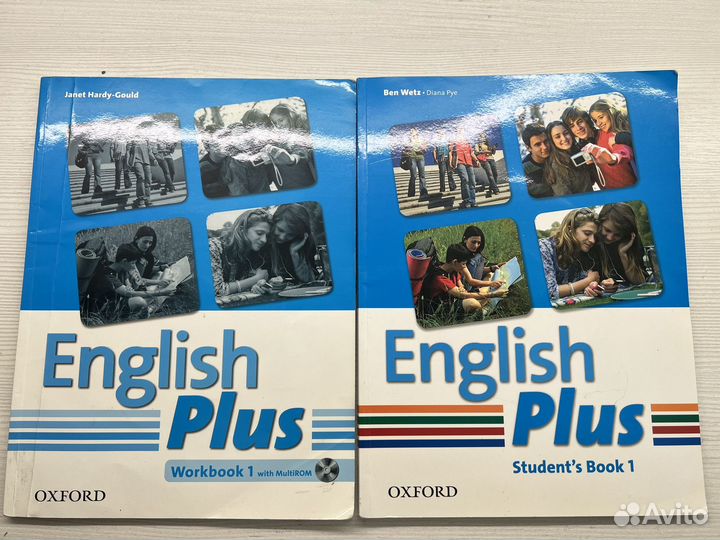 Janet Hardy-Gould
English
Plus
Workbook 1 with MultiROM
OXFORD
Ben Wetz • Diana Pye
English
Plus
Student's Book 1
OXFORD
Avito